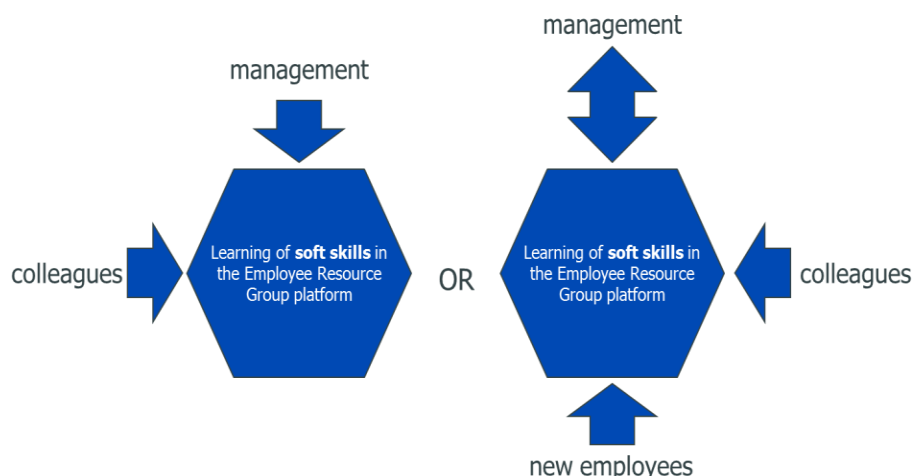 management
colleagues
Learning of soft skills in
the Employee Resource
Group platform
OR
management
Learning of soft skills in
the Employee Resource
Group platform
colleagues
new employees